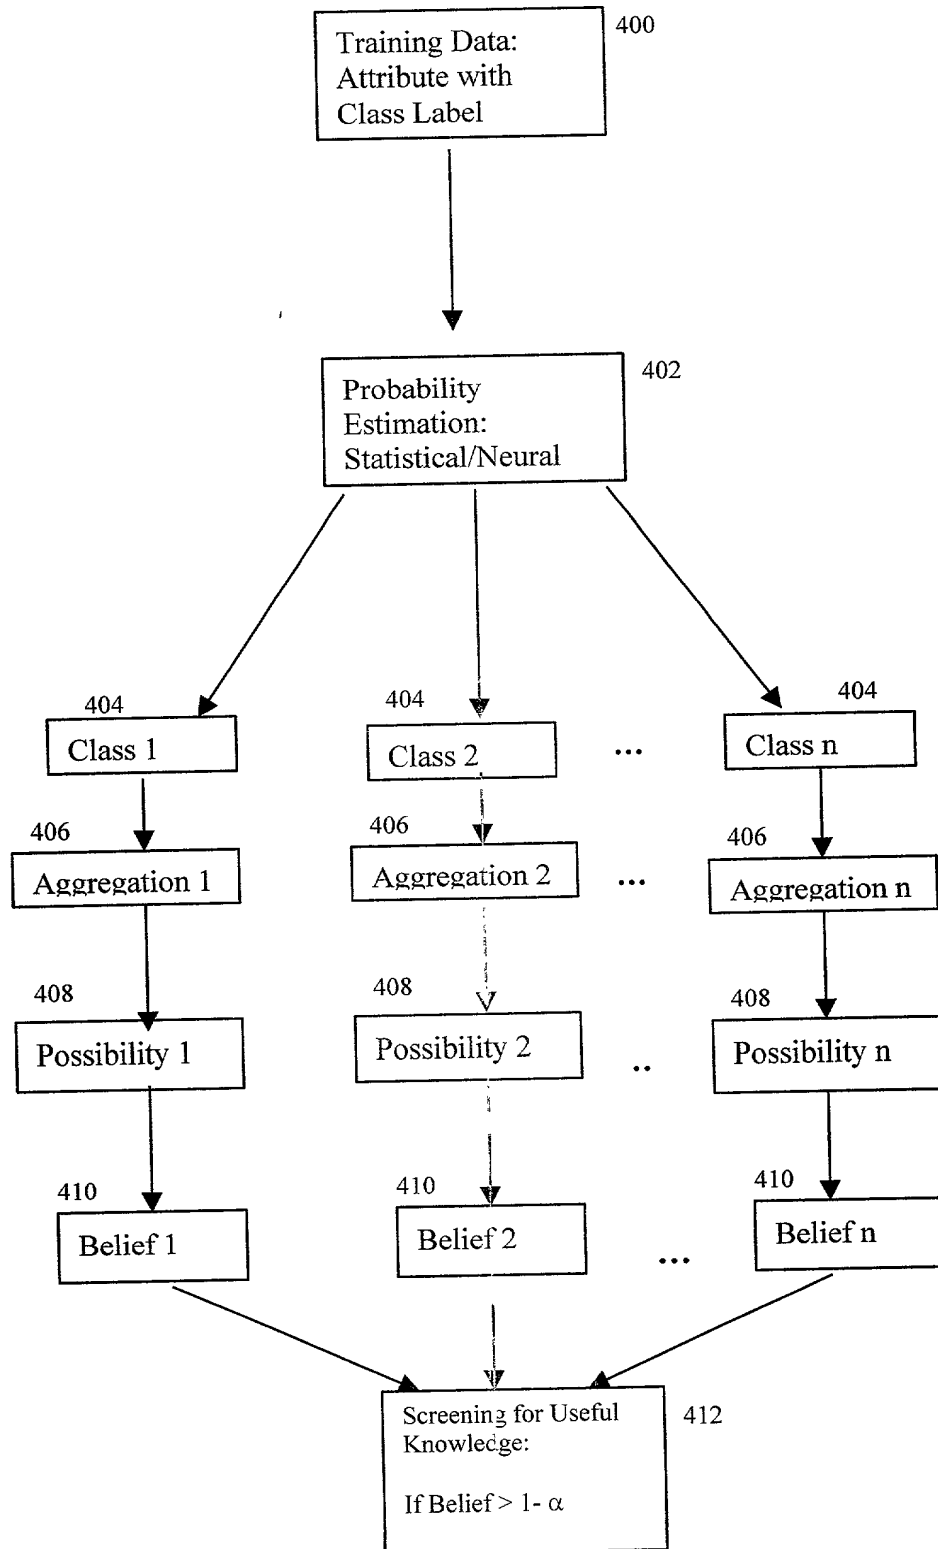 400
Training Data:
Attribute with
Class Label
402
Probability
Estimation:
Statistical/Neural
404 404 404
Class 1 Class 2 ... Class n
406 406 406
Aggregation 1 Aggregation 2 ... Aggregation n
408 408 408
Possibility 1 Possibility 2 .. Possibility n
410 410 410
Belief 1 Belief 2 ... Belief n
412
Screening for Useful
Knowledge:
If Belief > 1- α